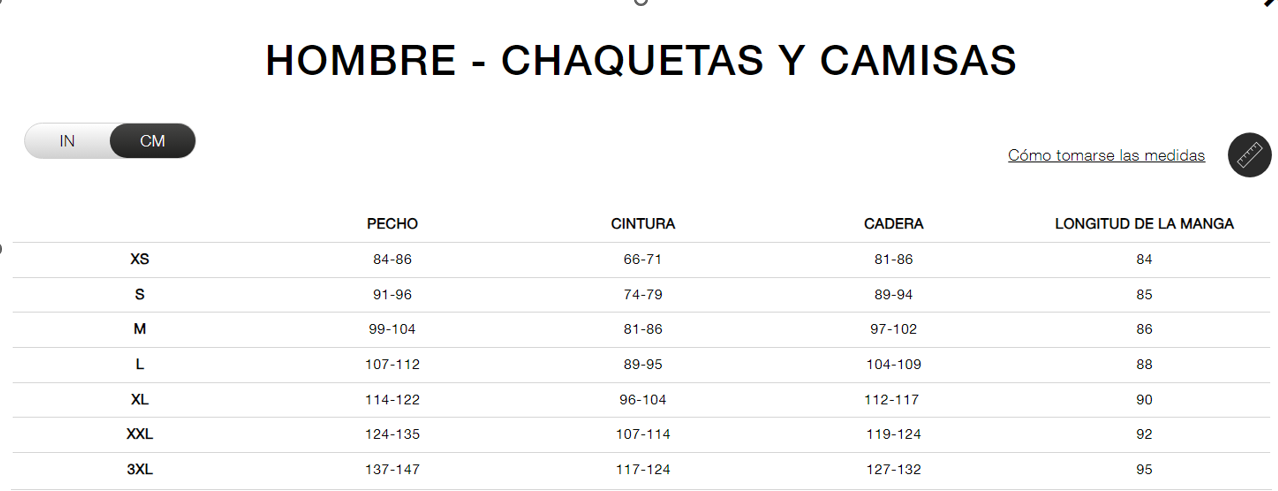 HOMBRE - CHAQUETAS Y CAMISAS
IN CM
Cómo tomarse las medidas
PECHO CINTURA CADERA LONGITUD DE LA MANGA
XS 84-86 66-71 81-86 84
S 91-96 74-79 89-94 85
M 99-104 81-86 97-102 86
L 107-112 89-95 104-109 88
XL 114-122 96-104 112-117 90
XXL 124-135 107-114 119-124 92
3XL 137-147 117-124 127-132 95